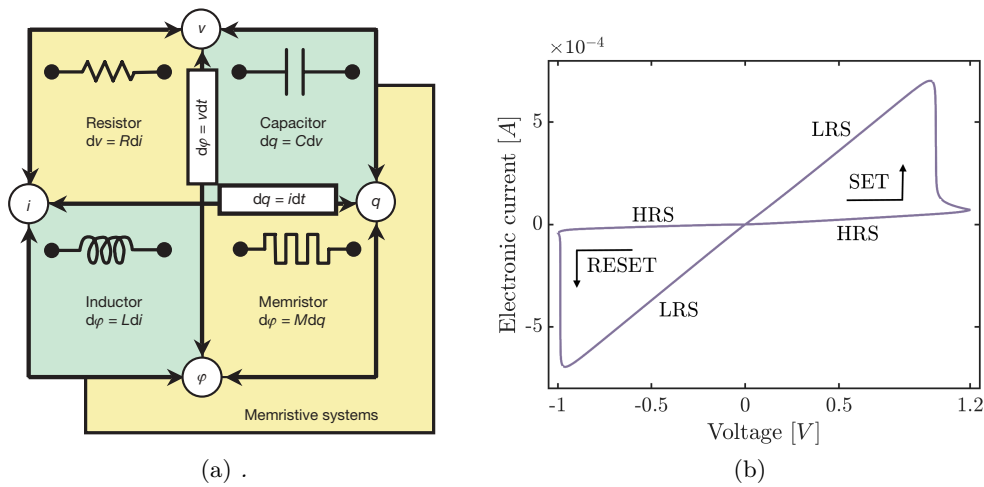 v
Resistor
dv = Rdi
dφ = vdt
Capacitor
dq = Cdv
i
dq = idt
q
Inductor
dφ = Ldi
Memristor
dφ = Mdq
φ
Memristive systems
(a) .
×10⁻⁴
Electronic current [A]
5
0
-5
LRS
SET
HRS
HRS
RESET
LRS
-1
-0.5
0
0.5
1.2
Voltage [V]
(b)